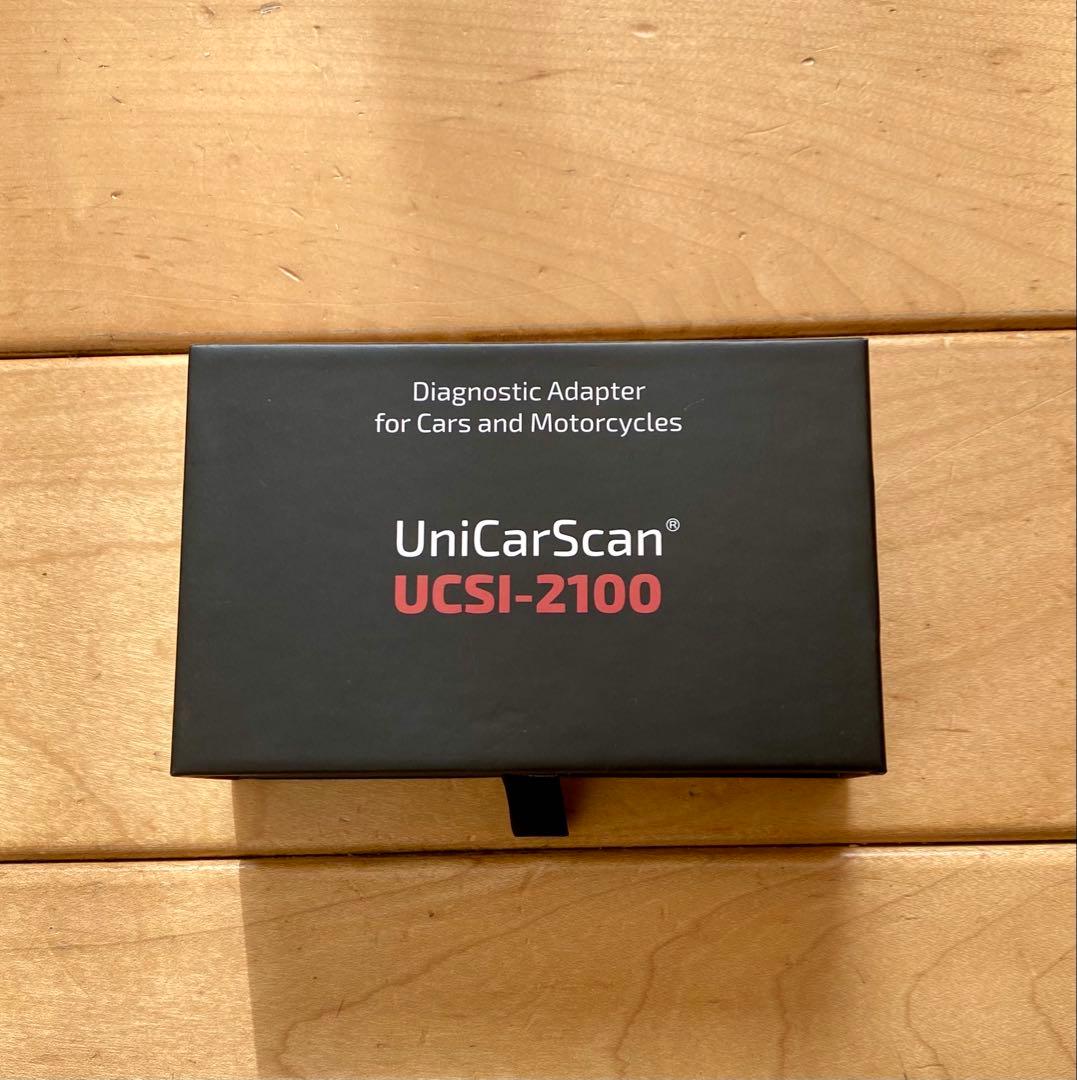 Diagnostic Adapter
for Cars and Motorcycles
UniCarScan®
UCSI-2100